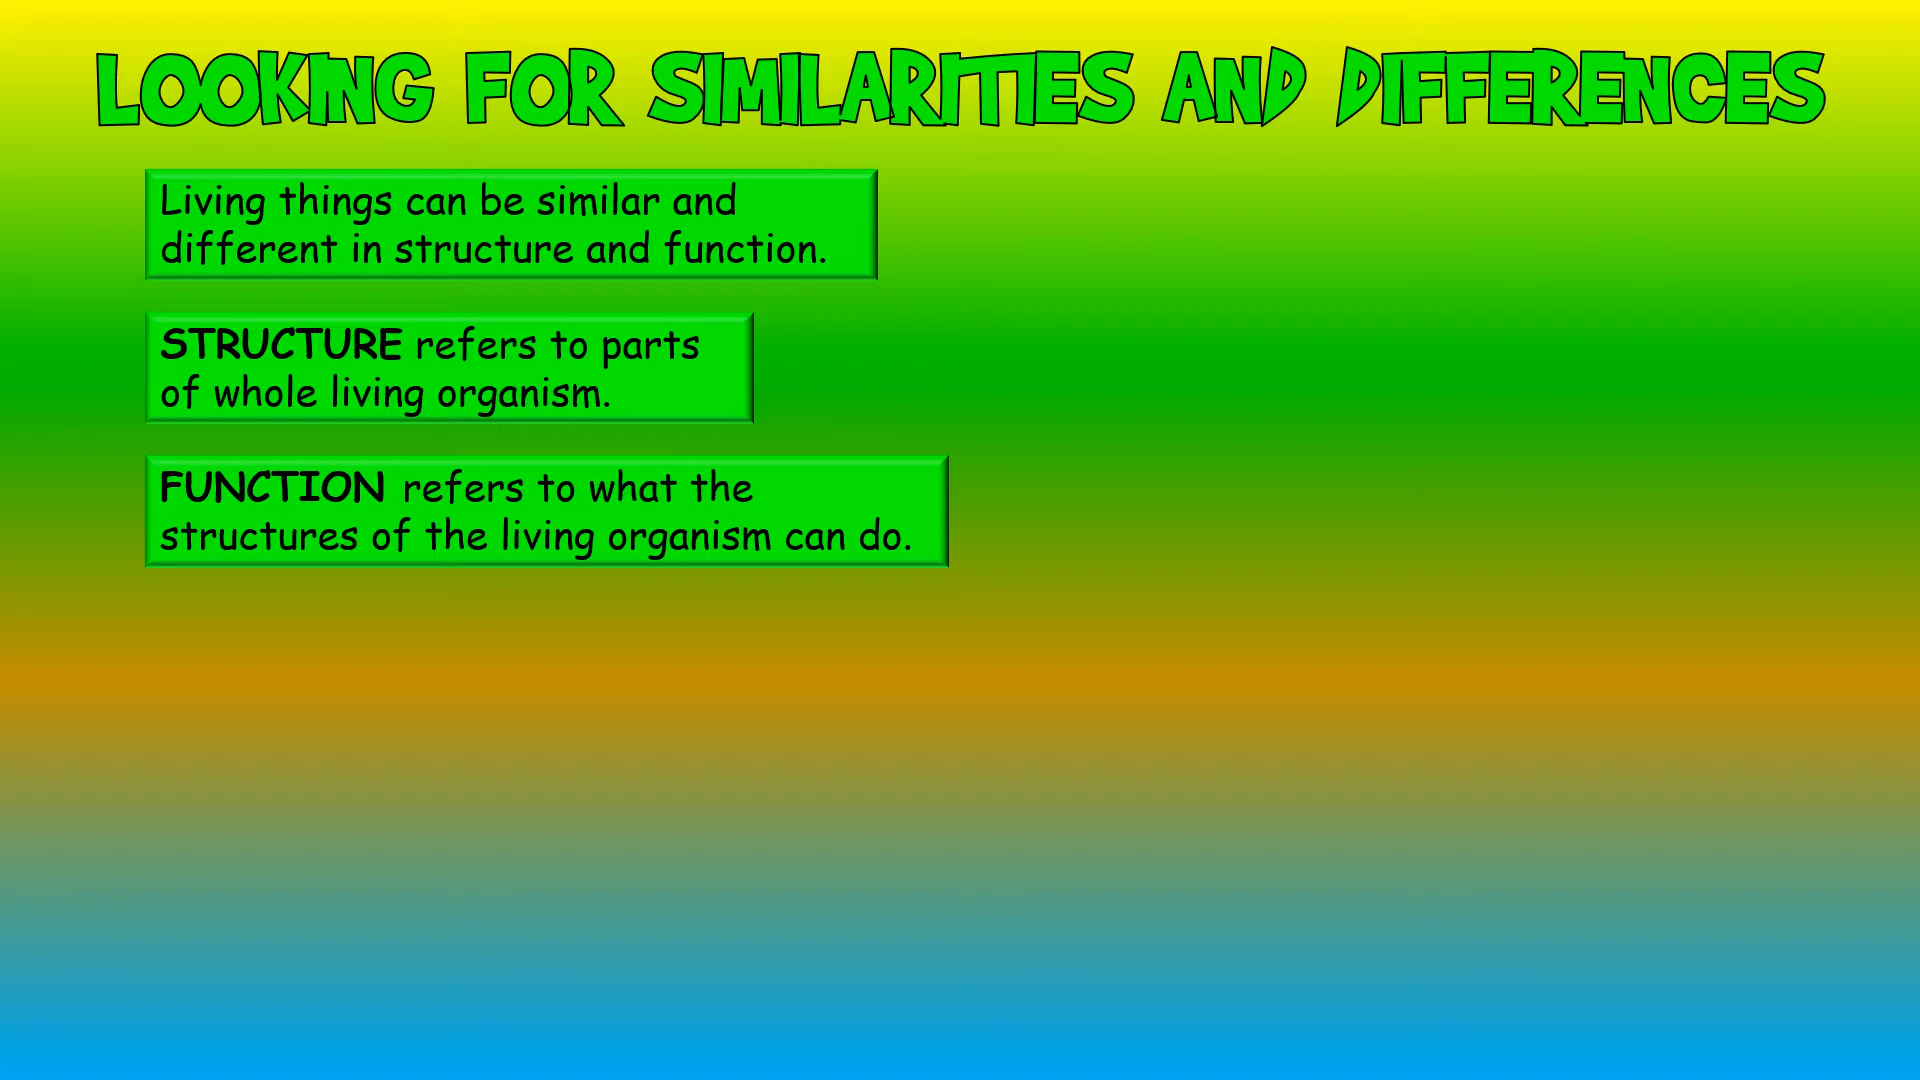 LOOKING FOR SIMILARITIES AND DIFFERENCES
Living things can be similar and
different in structure and function.
STRUCTURE refers to parts
of whole living organism.
FUNCTION refers to what the
structures of the living organism can do.